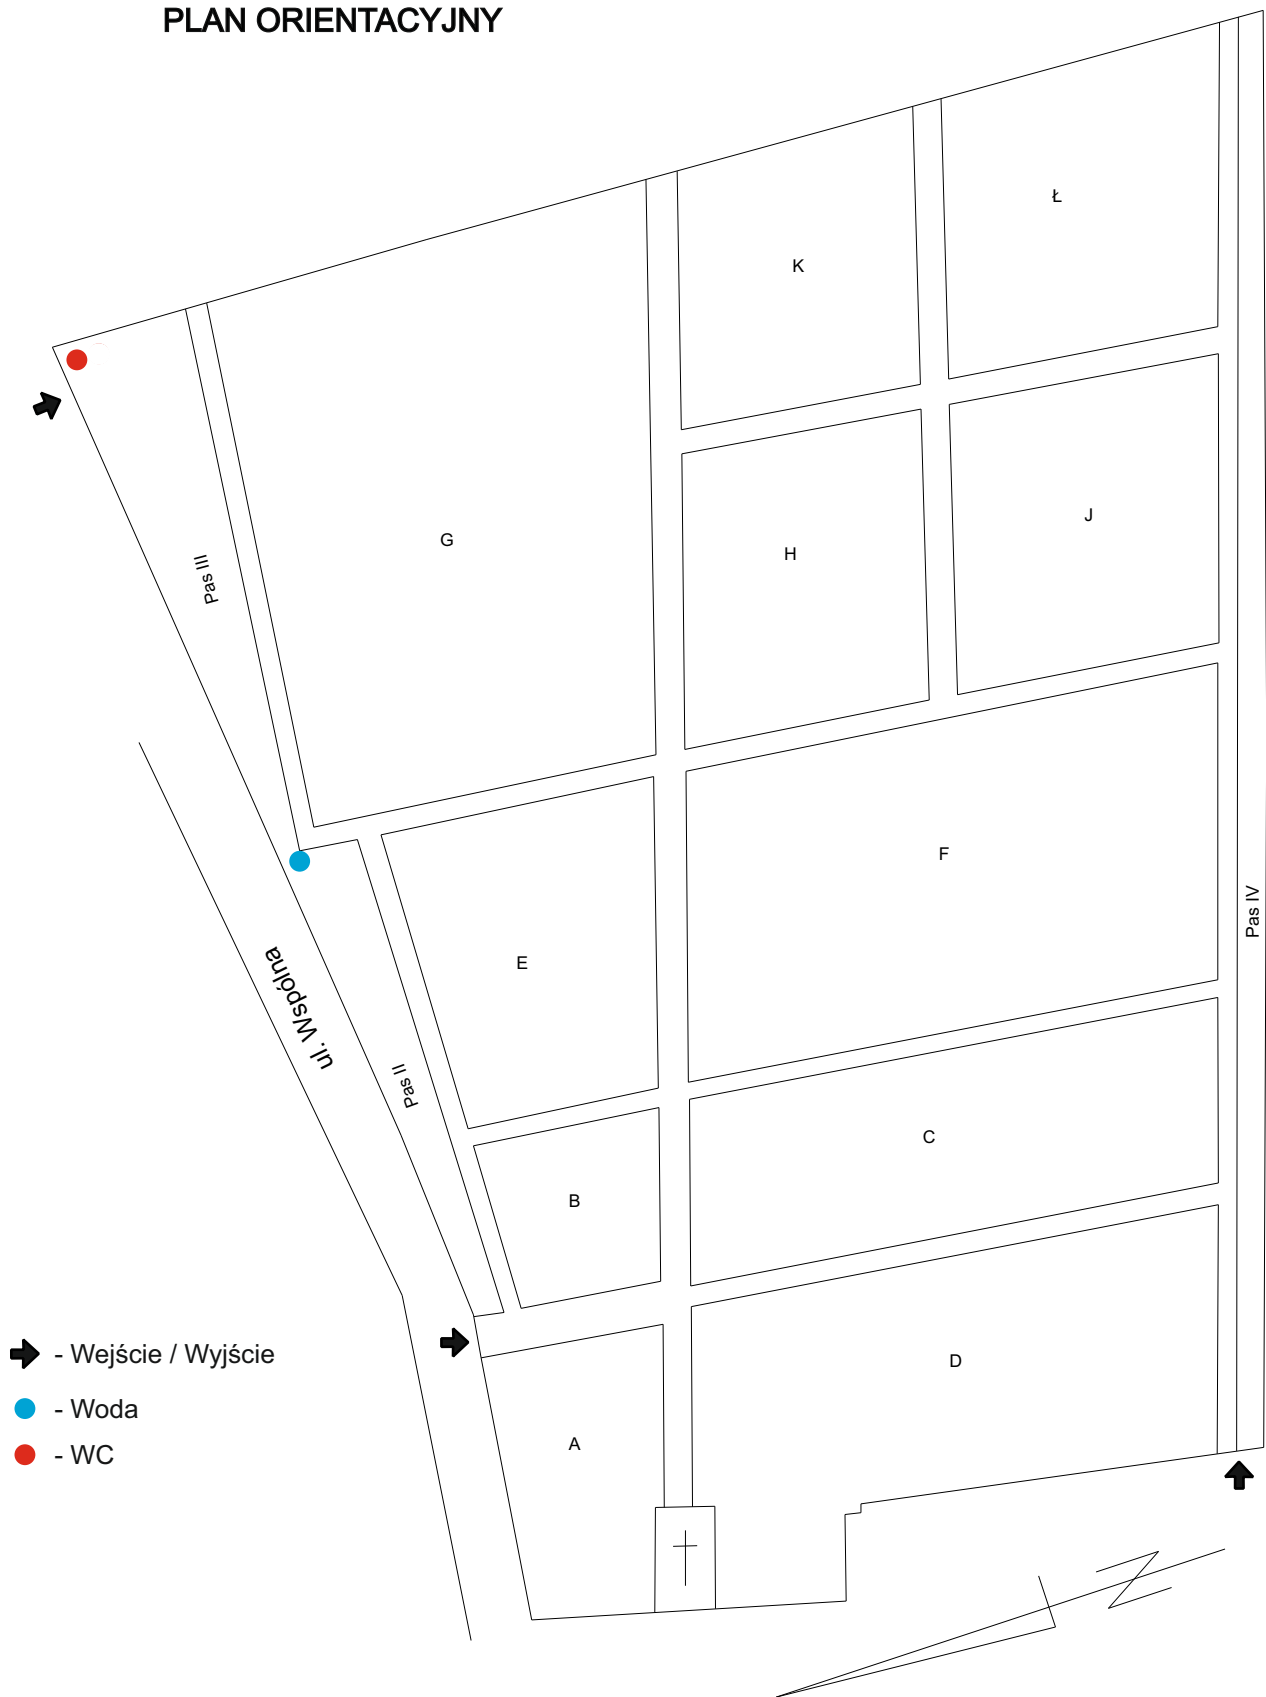 PLAN ORIENTACYJNY
Ł
K
G
H
J
Pas III
F
Pas IV
E
ul. Wspólna
Pas II
C
B
D
A
- Wejście / Wyjście
- Woda
- WC
N